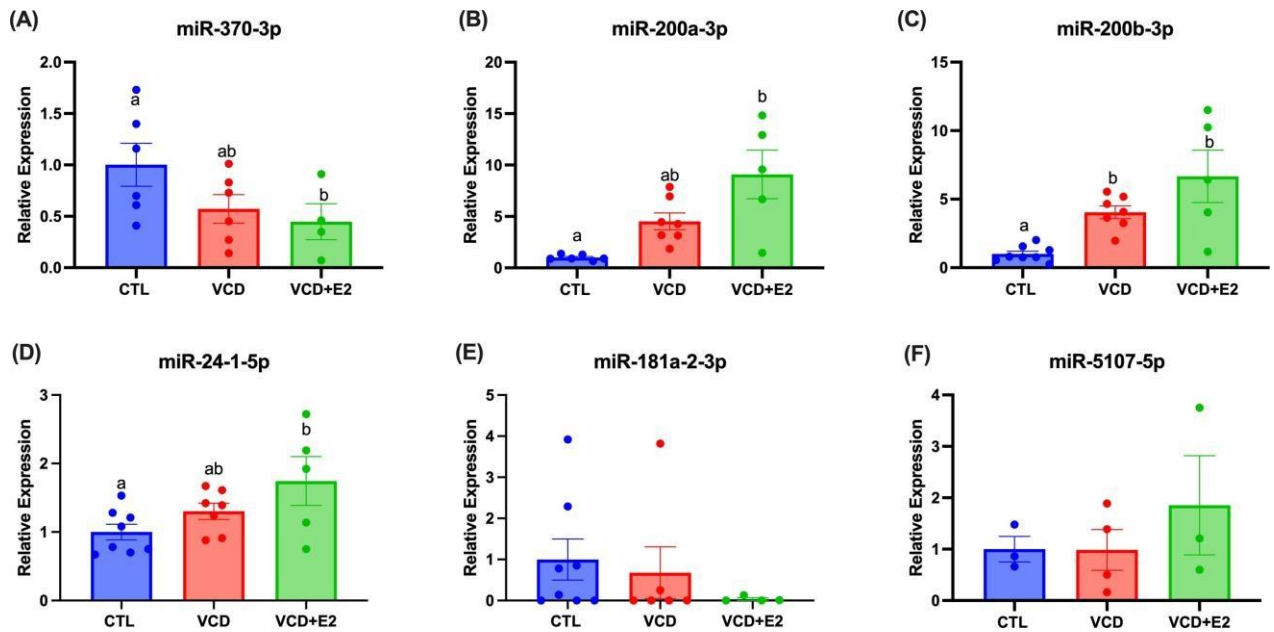 (A)
miR-370-3p
Relative Expression
2.0
1.5
1.0
0.5
0.0
a
ab
b
CTL
VCD
VCD+E2
(B)
miR-200a-3p
Relative Expression
20
15
10
5
0
a
ab
b
CTL
VCD
VCD+E2
(C)
miR-200b-3p
Relative Expression
15
10
5
0
a
b
b
CTL
VCD
VCD+E2
(D)
miR-24-1-5p
Relative Expression
3
2
1
0
a
ab
b
CTL
VCD
VCD+E2
(E)
miR-181a-2-3p
Relative Expression
5
4
3
2
1
0
CTL
VCD
VCD+E2
(F)
miR-5107-5p
Relative Expression
4
3
2
1
0
CTL
VCD
VCD+E2